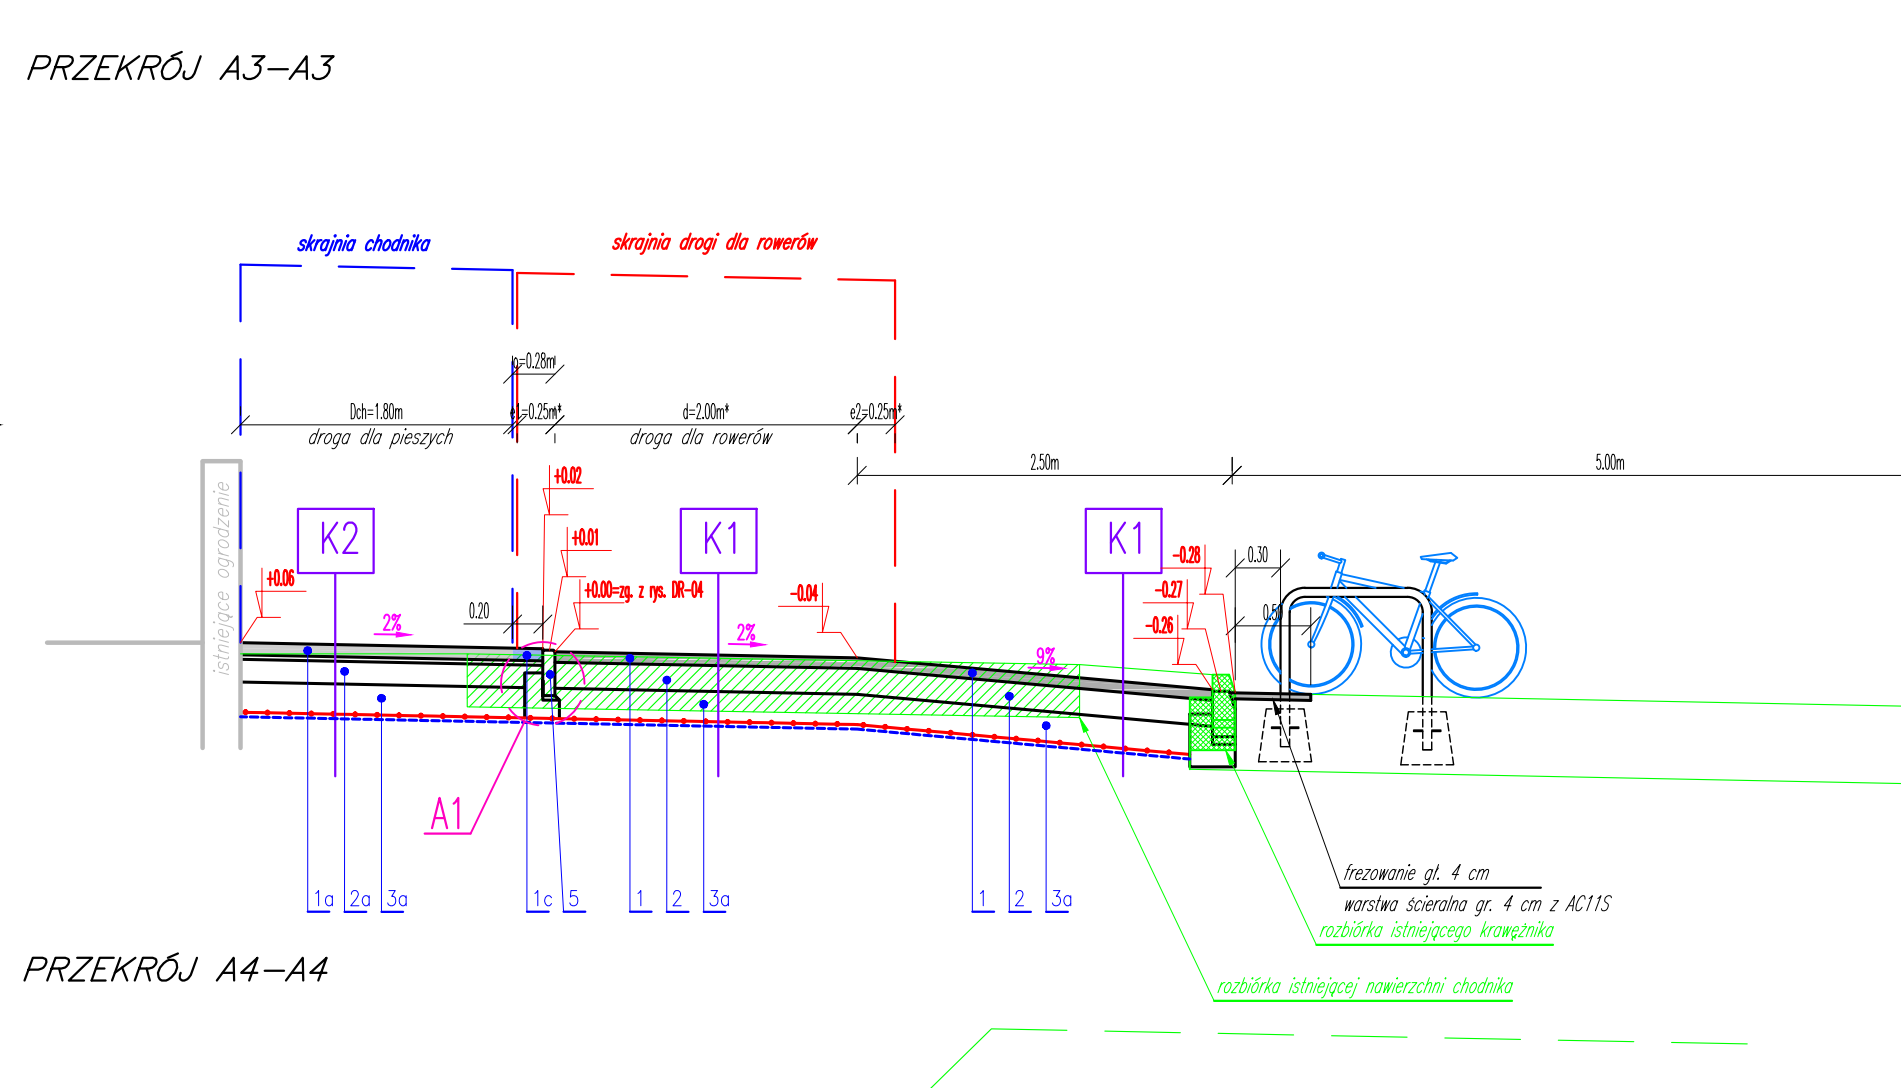 PRZEKRÓJ A3-A3
skrajnia chodnika
skrajnia drogi dla rowerów
o=0.28m
Dch=1.80m
e1=0.25m*
d=2.00m*
e2=0.25m*
droga dla pieszych
droga dla rowerów
2.50m
5.00m
istniejące ogrodzenie
+0.02
K2
K1
K1
+0.01
-0.28
0.30
+0.06
+0.00=zg. z rys. DR-04
-0.04
-0.27
0.20
0.50
-0.26
2%
2%
9%
A1
1a
2a
3a
1c
5
1
2
3a
1
2
3a
frezowanie gł. 4 cm
warstwa ścieralna gr. 4 cm z AC11S
rozbiórka istniejącego krawężnika
PRZEKRÓJ A4-A4
rozbiórka istniejącej nawierzchni chodnika